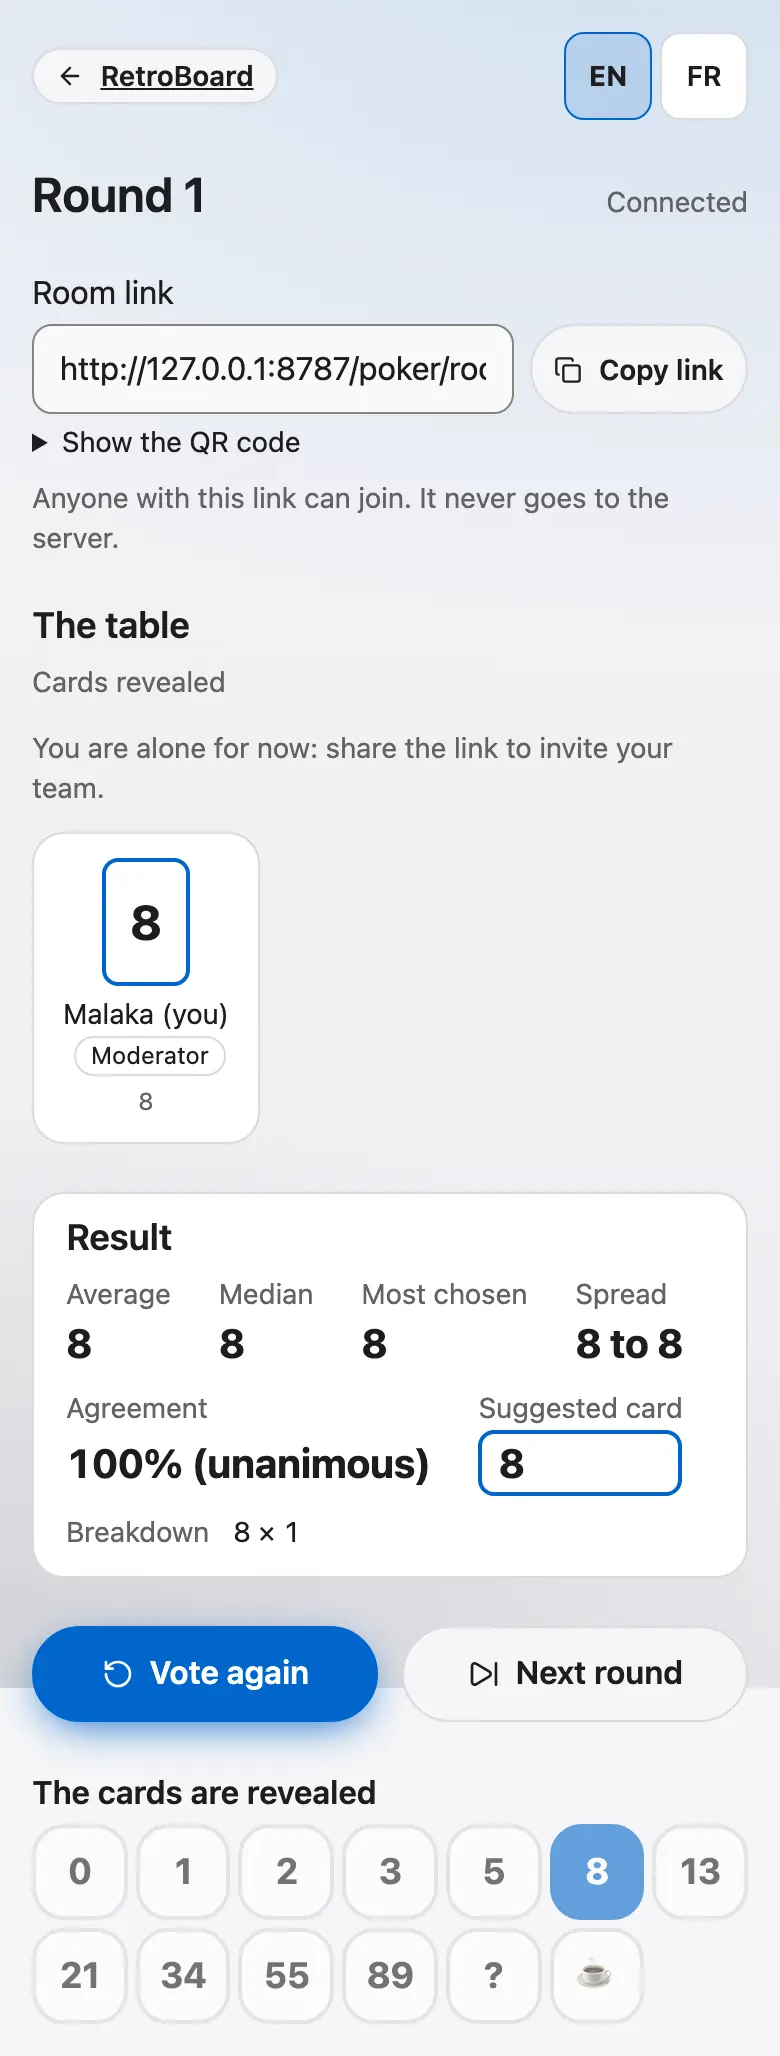 RetroBoard
EN
FR
Round 1
Connected
Room link
http://127.0.0.1:8787/poker/roo
Copy link
Show the QR code
Anyone with this link can join. It never goes to the
server.
The table
Cards revealed
You are alone for now: share the link to invite your
team.
8
Malaka (you)
Moderator
8
Result
Average
Median
Most chosen
Spread
8
8
8
8 to 8
Agreement
Suggested card
100% (unanimous)
8
Breakdown 8 × 1
Vote again
Next round
The cards are revealed
0
1
2
3
5
8
13
21
34
55
89
?